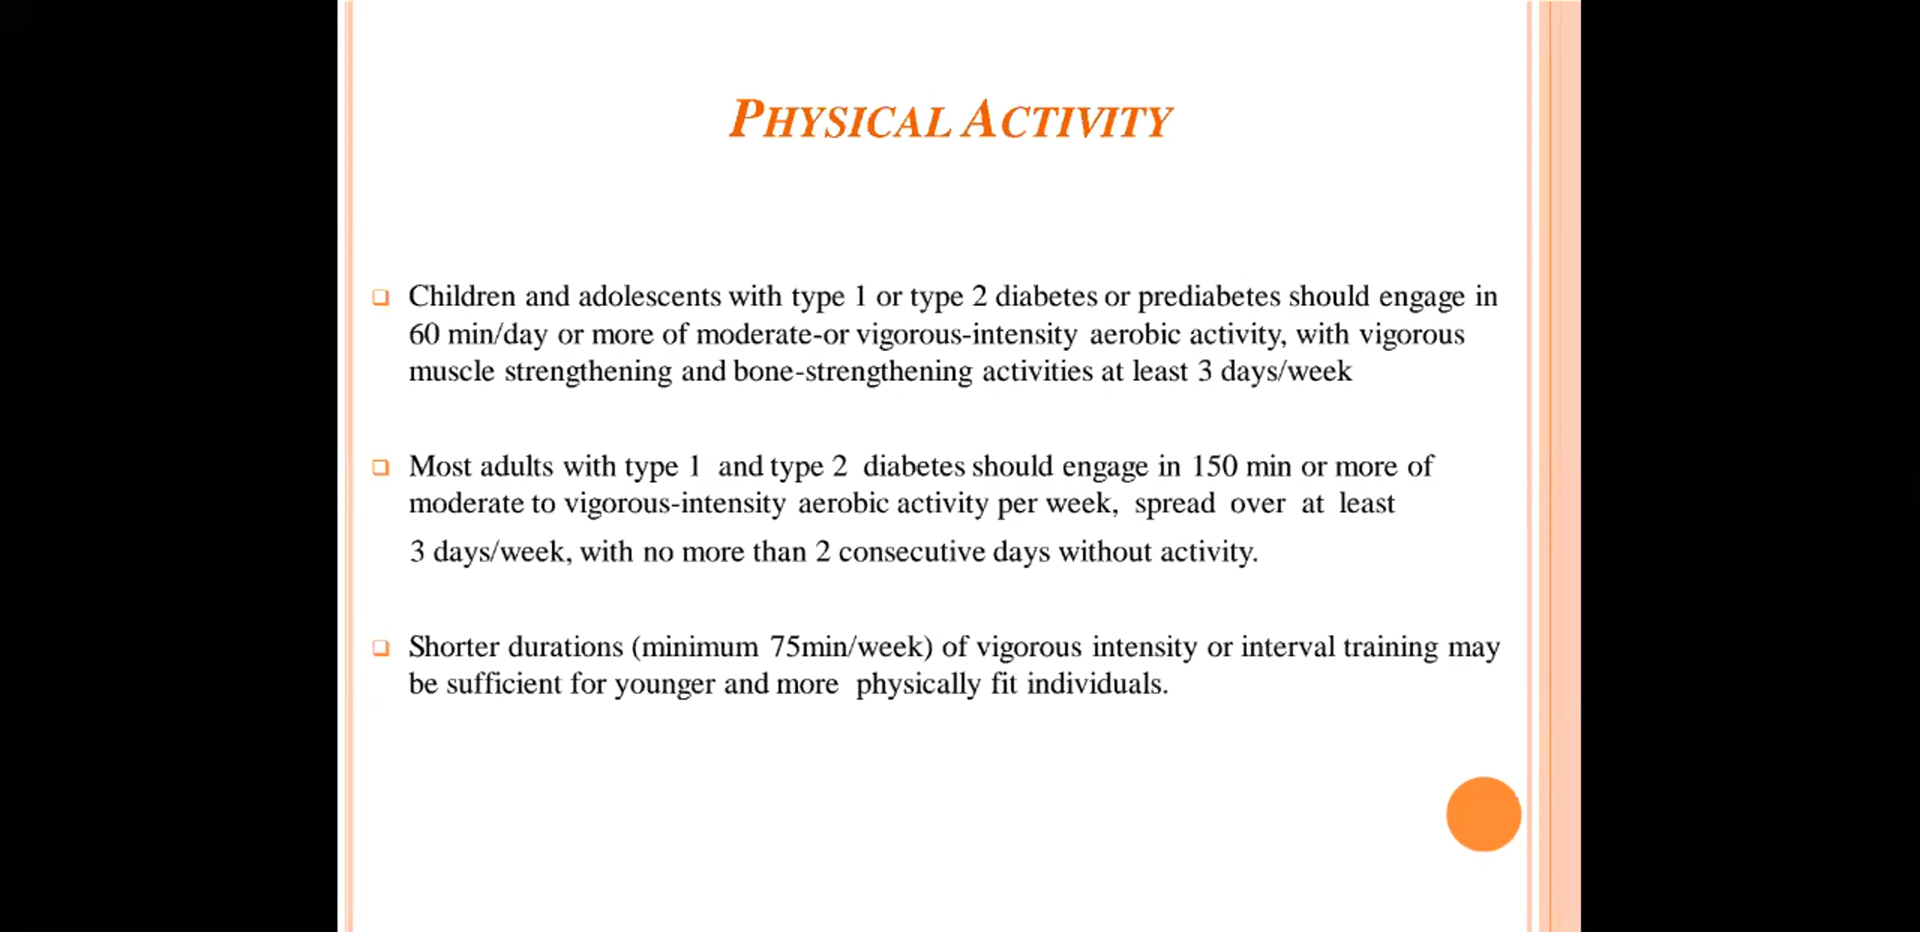 PHYSICAL ACTIVITY
Children and adolescents with type 1 or type 2 diabetes or prediabetes should engage in
60 min/day or more of moderate-or vigorous-intensity aerobic activity, with vigorous
muscle strengthening and bone-strengthening activities at least 3 days/week
Most adults with type 1 and type 2 diabetes should engage in 150 min or more of
moderate to vigorous-intensity aerobic activity per week, spread over at least
3 days/week, with no more than 2 consecutive days without activity.
Shorter durations (minimum 75min/week) of vigorous intensity or interval training may
be sufficient for younger and more physically fit individuals.